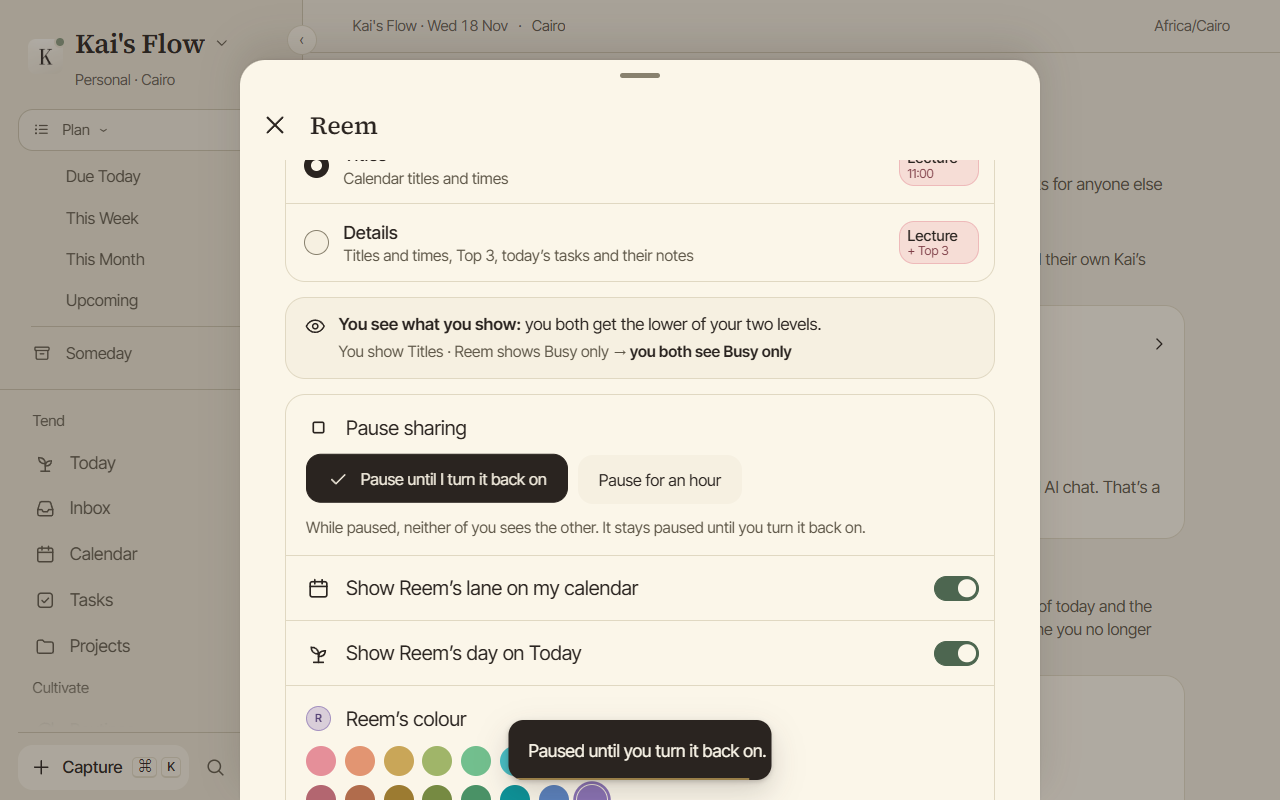 Kai's Flow · Wed 18 Nov · Cairo
Africa/Cairo
K
Kai's Flow
Personal · Cairo
Plan
Due Today
This Week
This Month
Upcoming
Someday
Tend
Today
Inbox
Calendar
Tasks
Projects
Cultivate
Capture ⌘ K
Reem
Titles
Calendar titles and times
Lecture
11:00
Details
Titles and times, Top 3, today’s tasks and their notes
Lecture
+ Top 3
You see what you show: you both get the lower of your two levels.
You show Titles · Reem shows Busy only → you both see Busy only
Pause sharing
Pause until I turn it back on
Pause for an hour
While paused, neither of you sees the other. It stays paused until you turn it back on.
Show Reem’s lane on my calendar
Show Reem’s day on Today
R
Reem’s colour
Paused until you turn it back on.
for anyone else
their own Kai’s
AI chat. That’s a
of today and the
you no longer